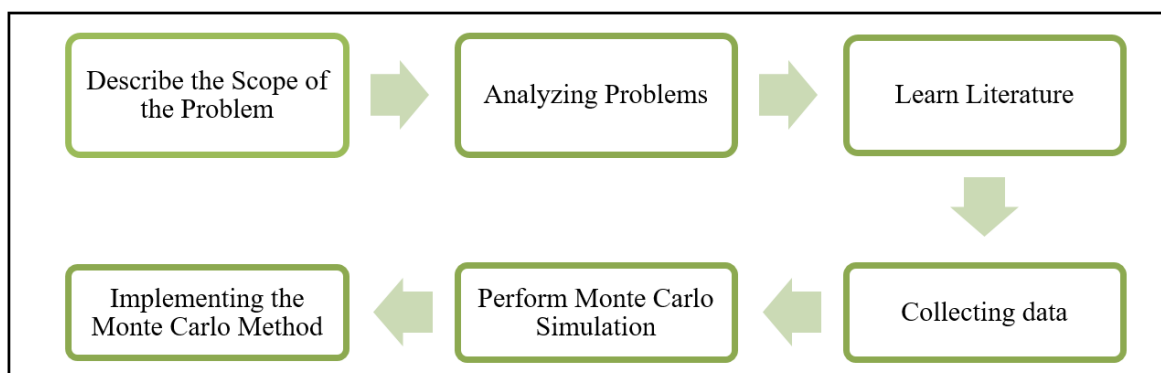 Describe the Scope of
the Problem
Analyzing Problems
Learn Literature
Collecting data
Perform Monte Carlo
Simulation
Implementing the
Monte Carlo Method